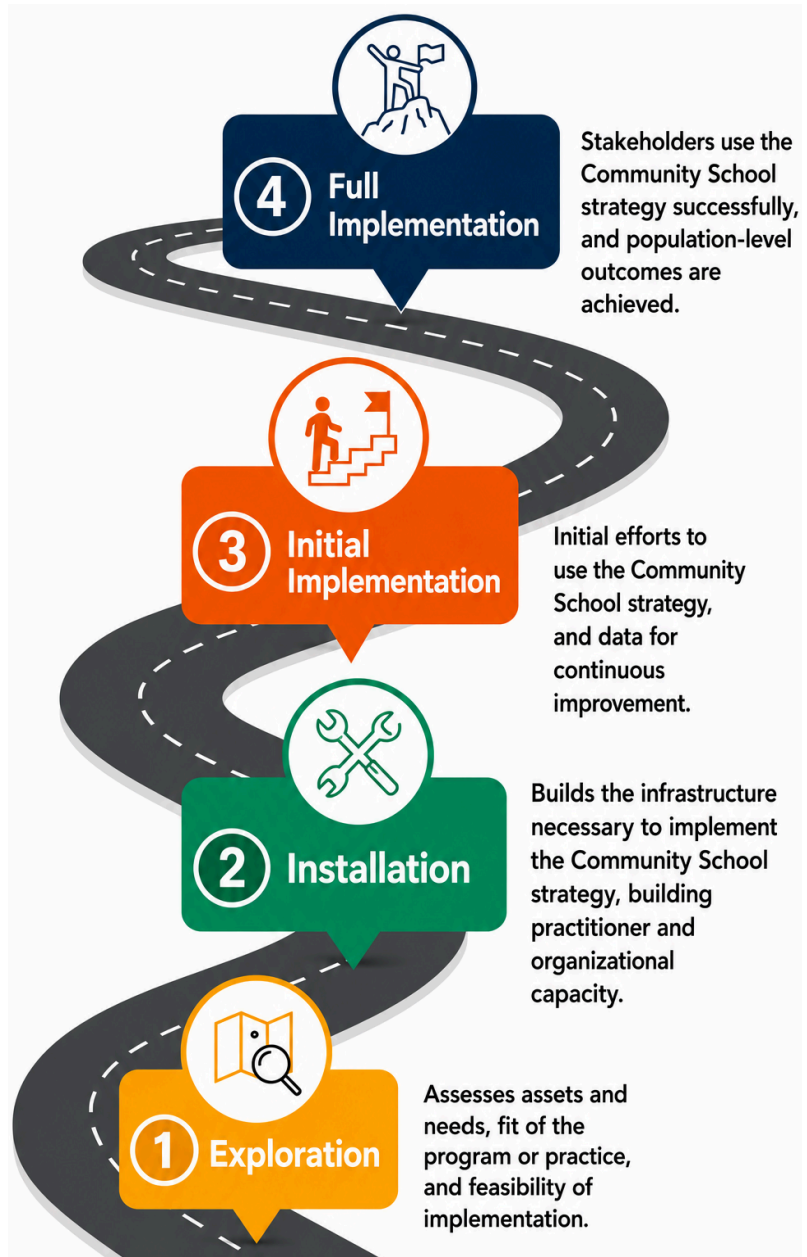 4
Full
Implementation
Stakeholders use the
Community School
strategy successfully,
and population-level
outcomes are
achieved.
3
Initial
Implementation
Initial efforts to
use the Community
School strategy,
and data for
continuous
improvement.
2
Installation
Builds the infrastructure
necessary to implement
the Community School
strategy, building
practitioner and
organizational
capacity.
1
Exploration
Assesses assets and
needs, fit of the
program or practice,
and feasibility of
implementation.